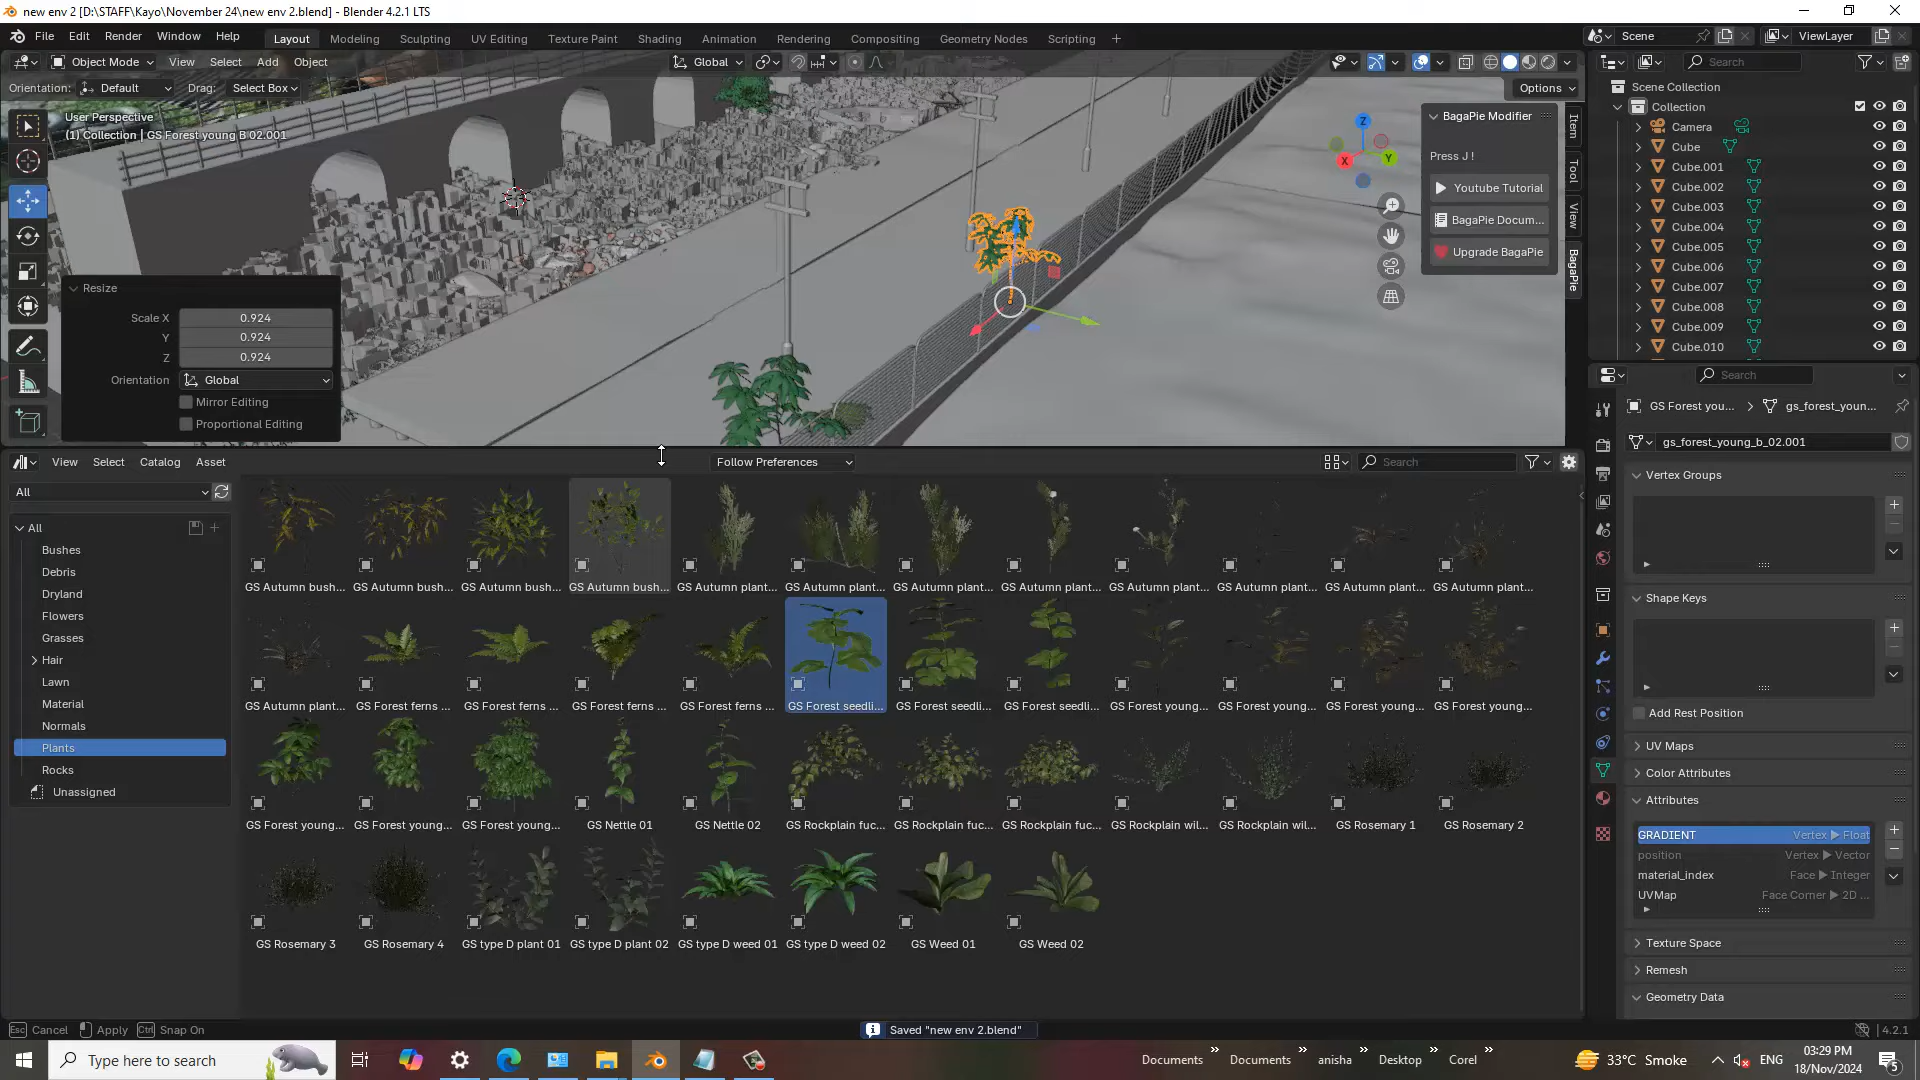 new env 2 [D:\STAFF\Kayo\November 24\new env 2.blend] - Blender 4.2.1 LTS
File Edit Render Window Help Layout Modeling Sculpting UV Editing Texture Paint Shading Animation Rendering Compositing Geometry Nodes Scripting +
Scene ViewLayer
Object Mode View Select Add Object Global
Search
Orientation: Default Drag: Select Box Options
User Perspective
(1) Collection | GS Forest young B 02.001
Scene Collection
Collection
Camera
Cube
Cube.001
Cube.002
Cube.003
Cube.004
Cube.005
Cube.006
Cube.007
Cube.008
Cube.009
Cube.010
Z
X
Y
BagaPie Modifier
Press J !
Youtube Tutorial
BagaPie Docum...
Upgrade BagaPie
Item
Tool
View
BagaPie
Resize
Scale X 0.924
Y 0.924
Z 0.924
Orientation Global
Mirror Editing
Proportional Editing
View Select Catalog Asset Follow Preferences Search
All
All
Bushes
Debris
Dryland
Flowers
Grasses
Hair
Lawn
Material
Normals
Plants
Rocks
Unassigned
GS Autumn bush... GS Autumn bush... GS Autumn bush... GS Autumn bush... GS Autumn plant... GS Autumn plant... GS Autumn plant... GS Autumn plant... GS Autumn plant... GS Autumn plant... GS Autumn plant... GS Autumn plant...
GS Autumn plant... GS Forest ferns ... GS Forest ferns ... GS Forest ferns ... GS Forest ferns ... GS Forest seedli... GS Forest seedli... GS Forest seedli... GS Forest young... GS Forest young... GS Forest young... GS Forest young...
GS Forest young... GS Forest young... GS Forest young... GS Nettle 01 GS Nettle 02 GS Rockplain fuc... GS Rockplain fuc... GS Rockplain fuc... GS Rockplain wil... GS Rockplain wil... GS Rosemary 1 GS Rosemary 2
GS Rosemary 3 GS Rosemary 4 GS type D plant 01 GS type D plant 02 GS type D weed 01 GS type D weed 02 GS Weed 01 GS Weed 02
Search
GS Forest you... gs_forest_youn...
gs_forest_young_b_02.001
Vertex Groups
Shape Keys
Add Rest Position
UV Maps
Color Attributes
Attributes
GRADIENT Vertex ▶ Float
position Vertex ▶ Vector
material_index Face ▶ Integer
UVMap Face Corner ▶ 2D ...
Texture Space
Remesh
Geometry Data
Esc Cancel Apply Ctrl Snap On Saved "new env 2.blend" 4.2.1
Type here to search Documents Documents anisha Desktop Corel 33°C Smoke ENG 03:29 PM
18/Nov/2024
5